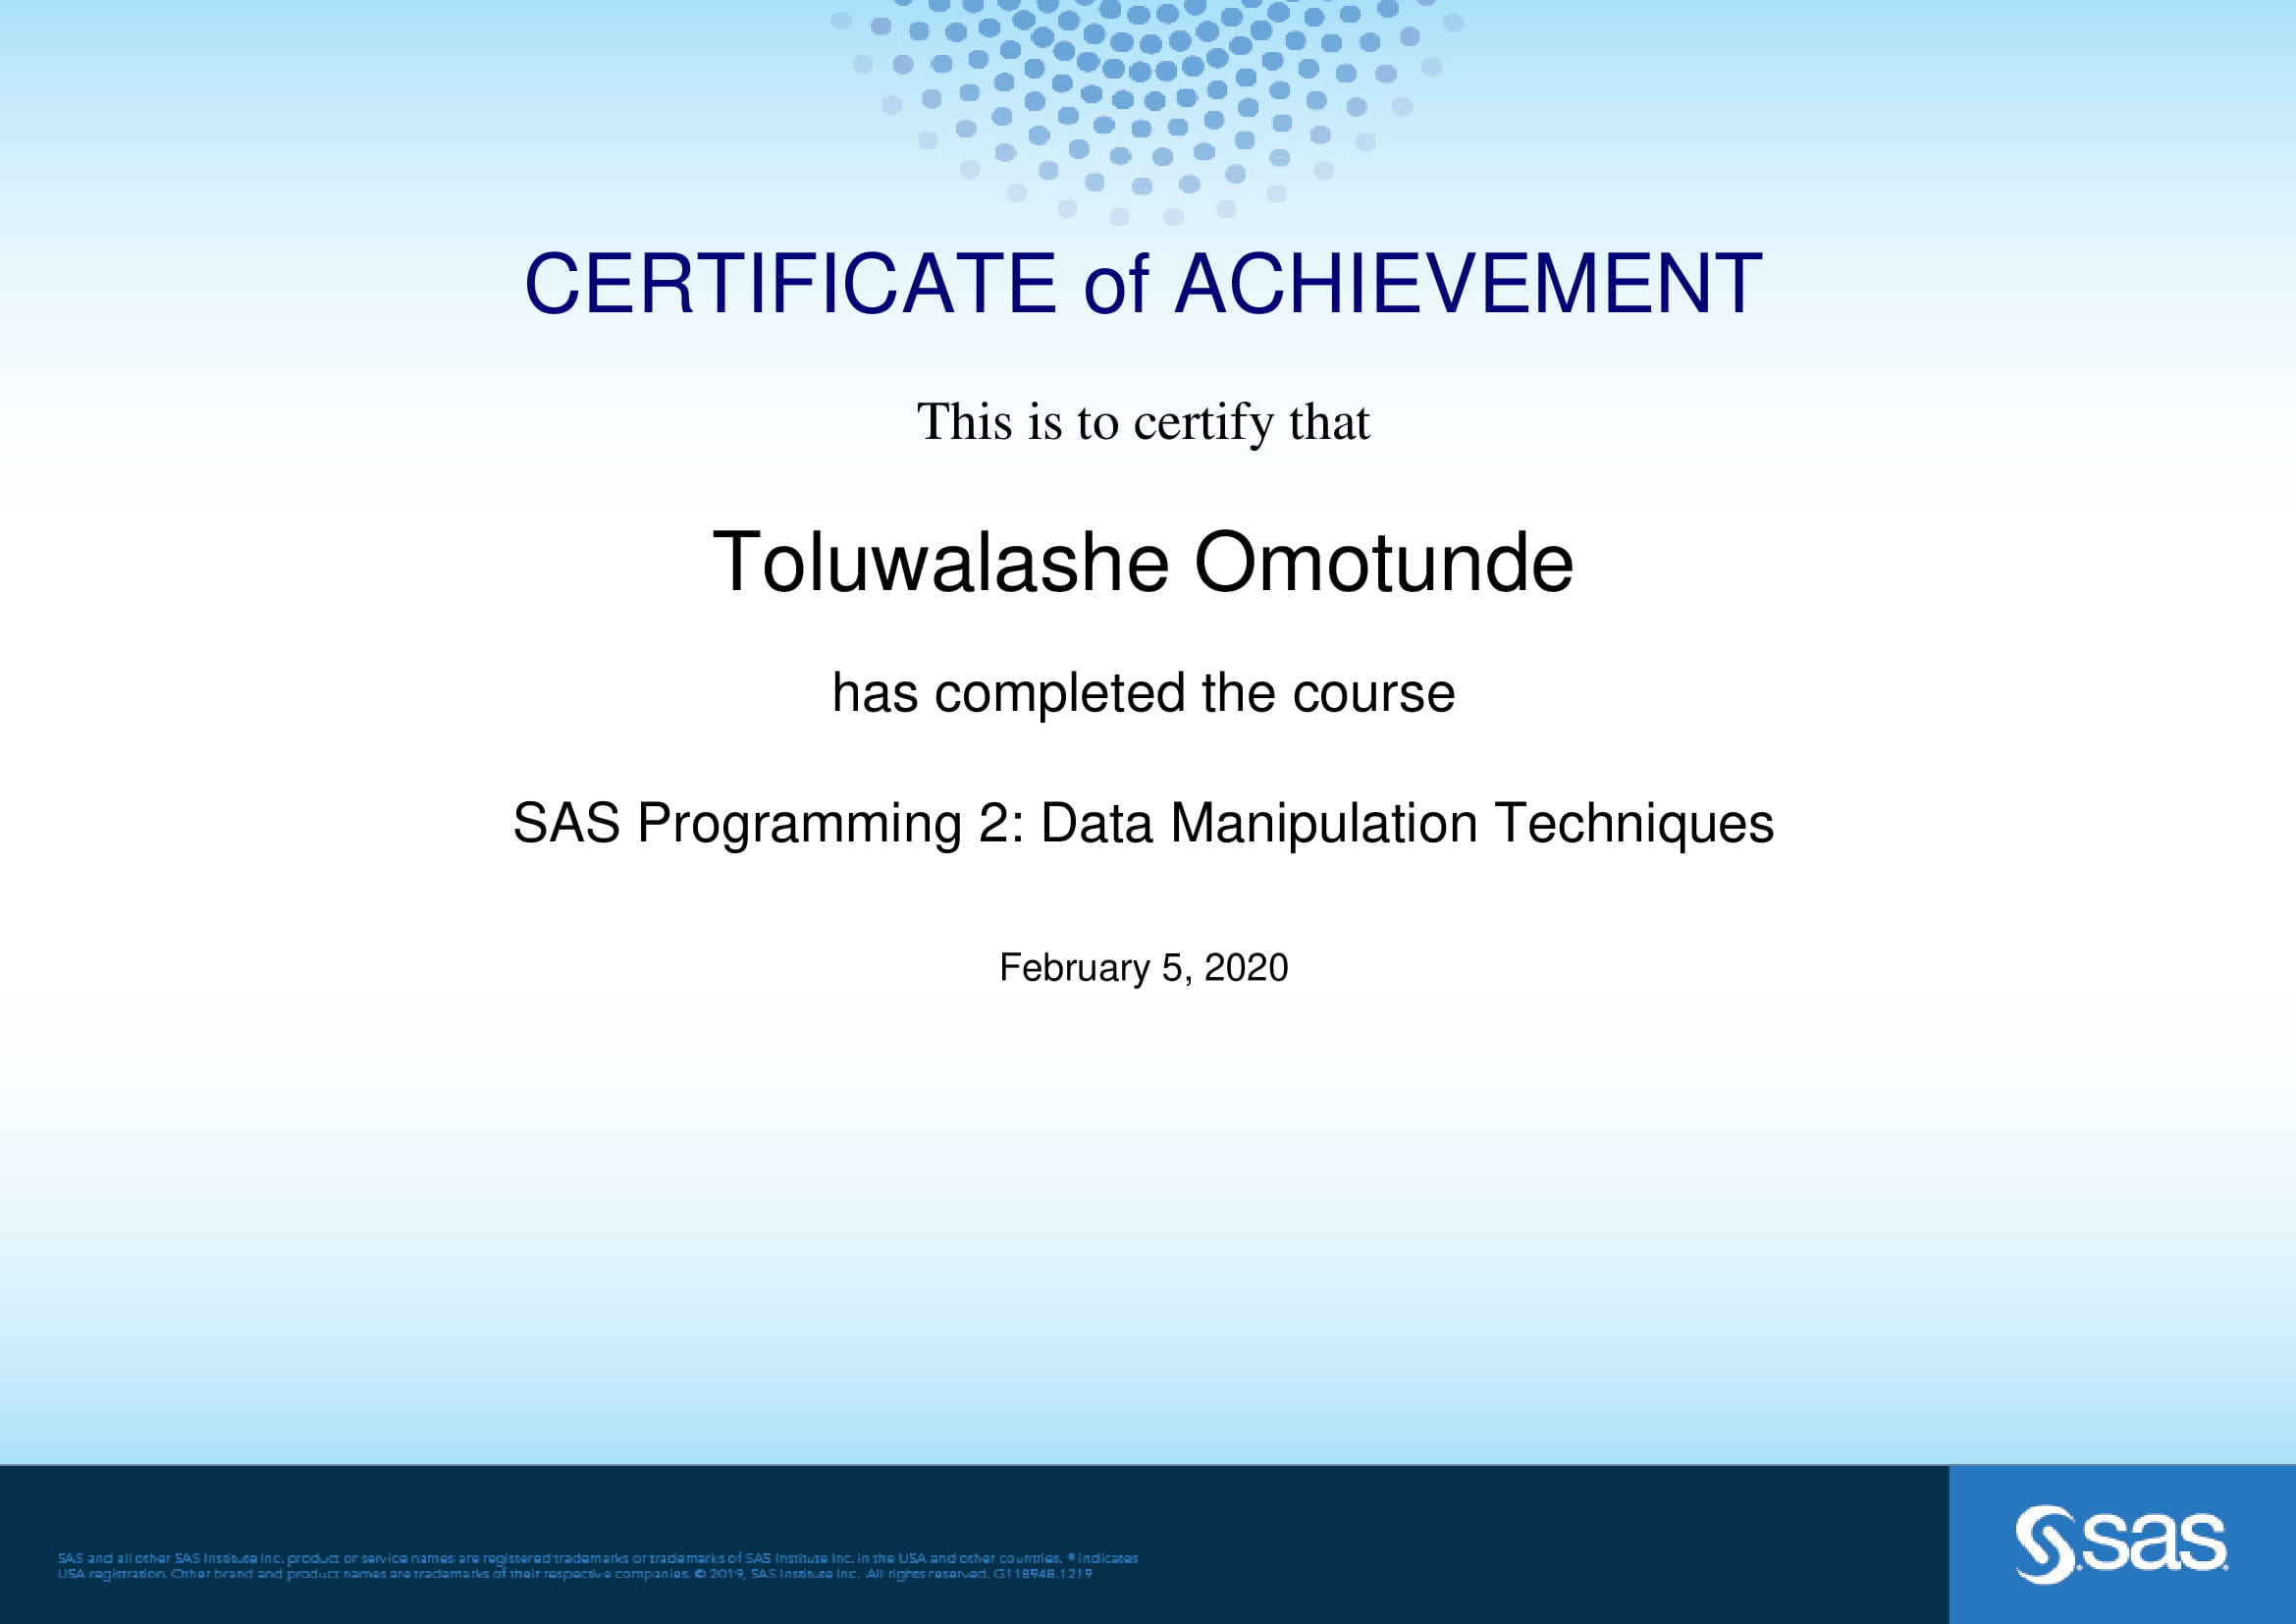 CERTIFICATE of ACHIEVEMENT
This is to certify that
Toluwalashe Omotunde
has completed the course
SAS Programming 2: Data Manipulation Techniques
February 5, 2020
SAS and all other SAS Institute Inc. product or service names are registered trademarks or trademarks of SAS Institute Inc. in the USA and other countries. ® indicates
USA registration. Other brand and product names are trademarks of their respective companies. © 2019, SAS Institute Inc. All rights reserved. G118948.1219
sas